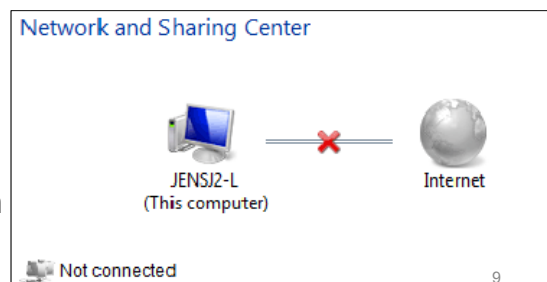 Network and Sharing Center
JENSJ2-L
(This computer)
Internet
Not connected
9